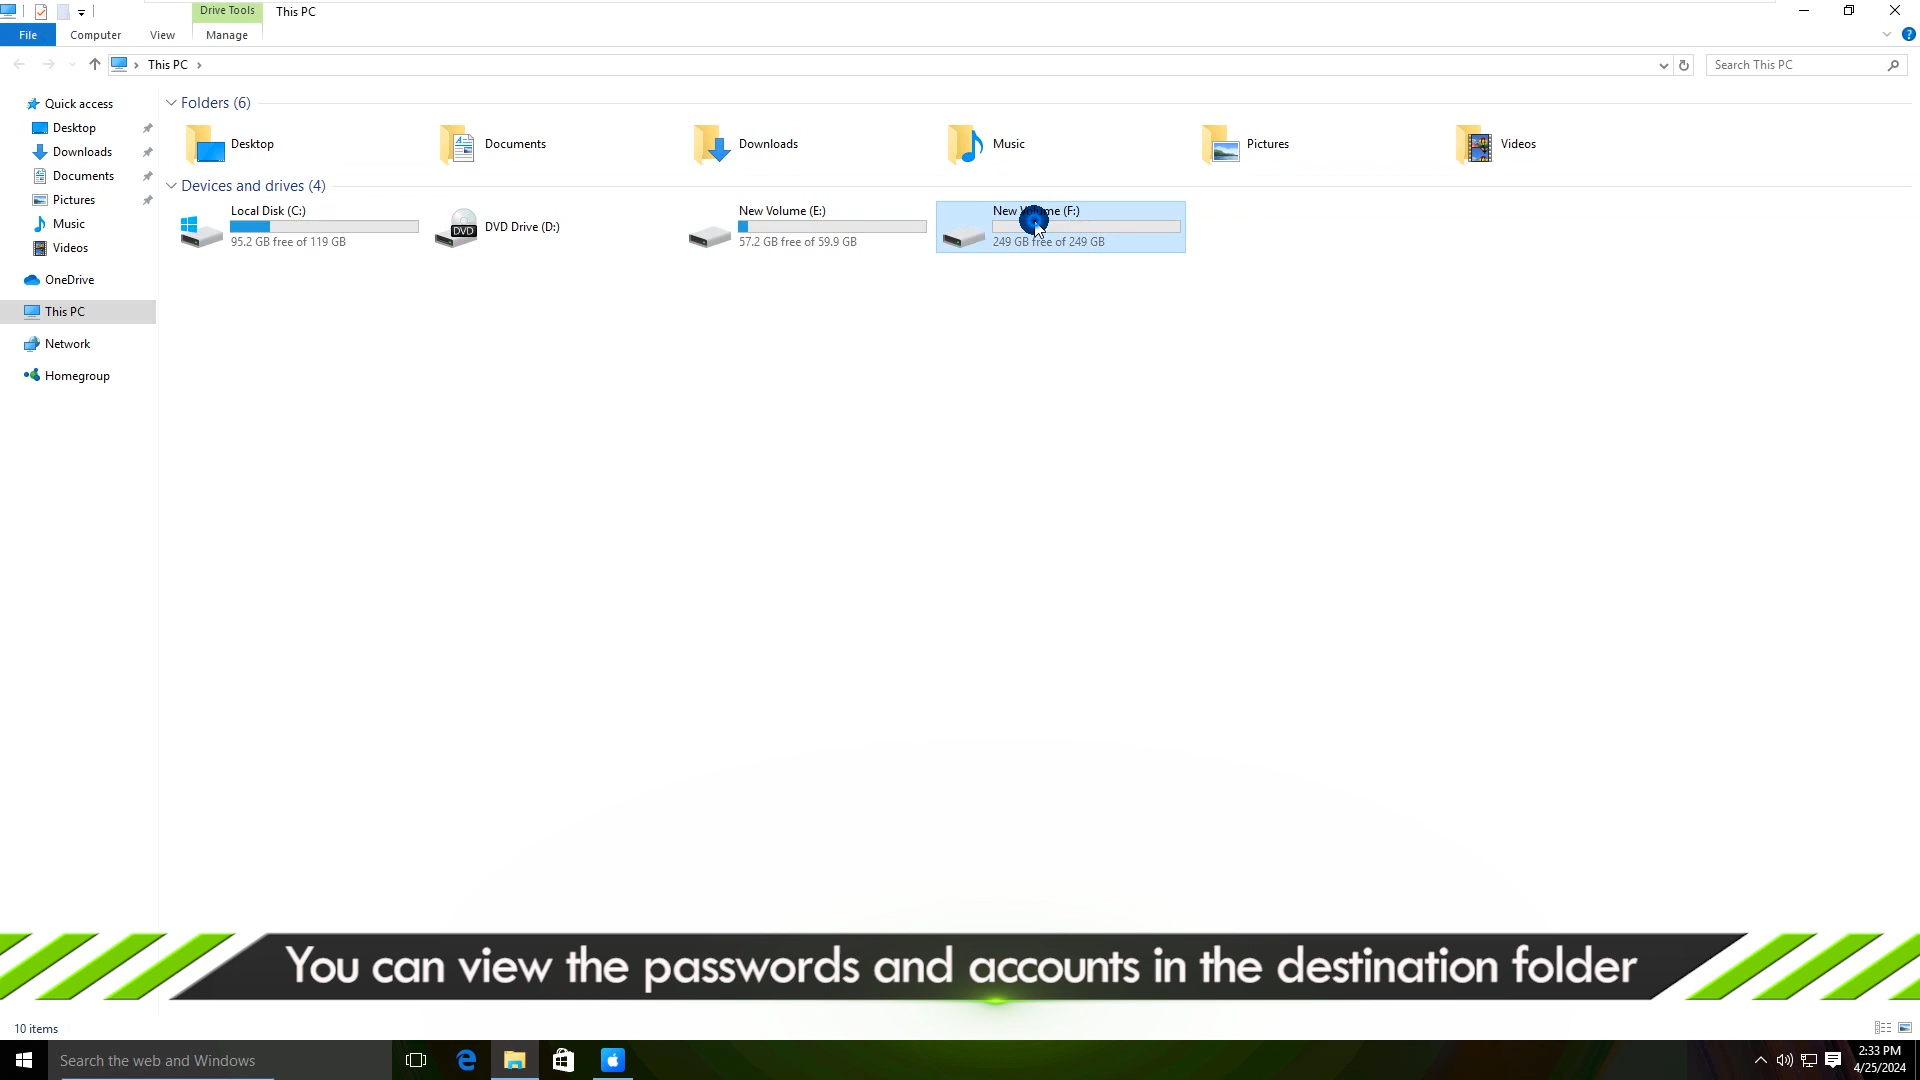 Drive Tools
This PC
File
Computer
View
Manage
This PC
Search This PC
Quick access
Desktop
Downloads
Documents
Pictures
Music
Videos
OneDrive
This PC
Network
Homegroup
Folders (6)
Desktop
Documents
Downloads
Music
Pictures
Videos
Devices and drives (4)
Local Disk (C:)
95.2 GB free of 119 GB
DVD
DVD Drive (D:)
New Volume (E:)
57.2 GB free of 59.9 GB
New Volume (F:)
249 GB free of 249 GB
You can view the passwords and accounts in the destination folder
10 items
Search the web and Windows
2:33 PM
4/25/2024